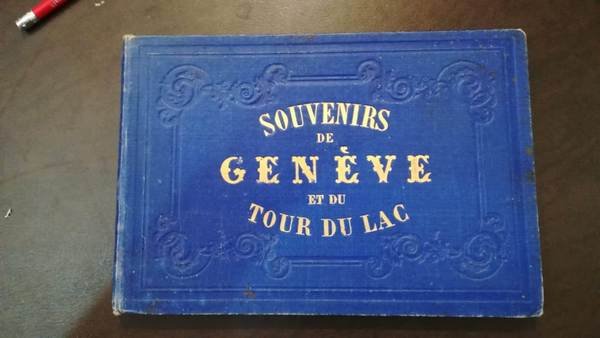 SOUVENIRS
DE
GENÈVE
ET DU
TOUR DU LAC